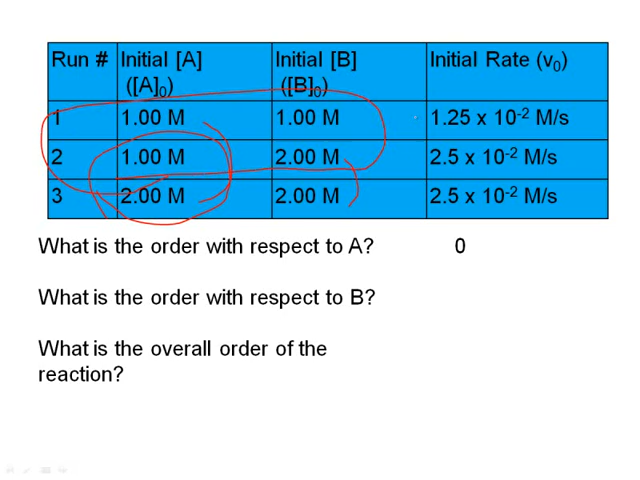 Run # Initial [A] Initial [B] Initial Rate (v₀)
([A]₀) ([B]₀)
1 1.00 M 1.00 M 1.25 x 10⁻² M/s
2 1.00 M 2.00 M 2.5 x 10⁻² M/s
3 2.00 M 2.00 M 2.5 x 10⁻² M/s
What is the order with respect to A? 0
What is the order with respect to B?
What is the overall order of the
reaction?